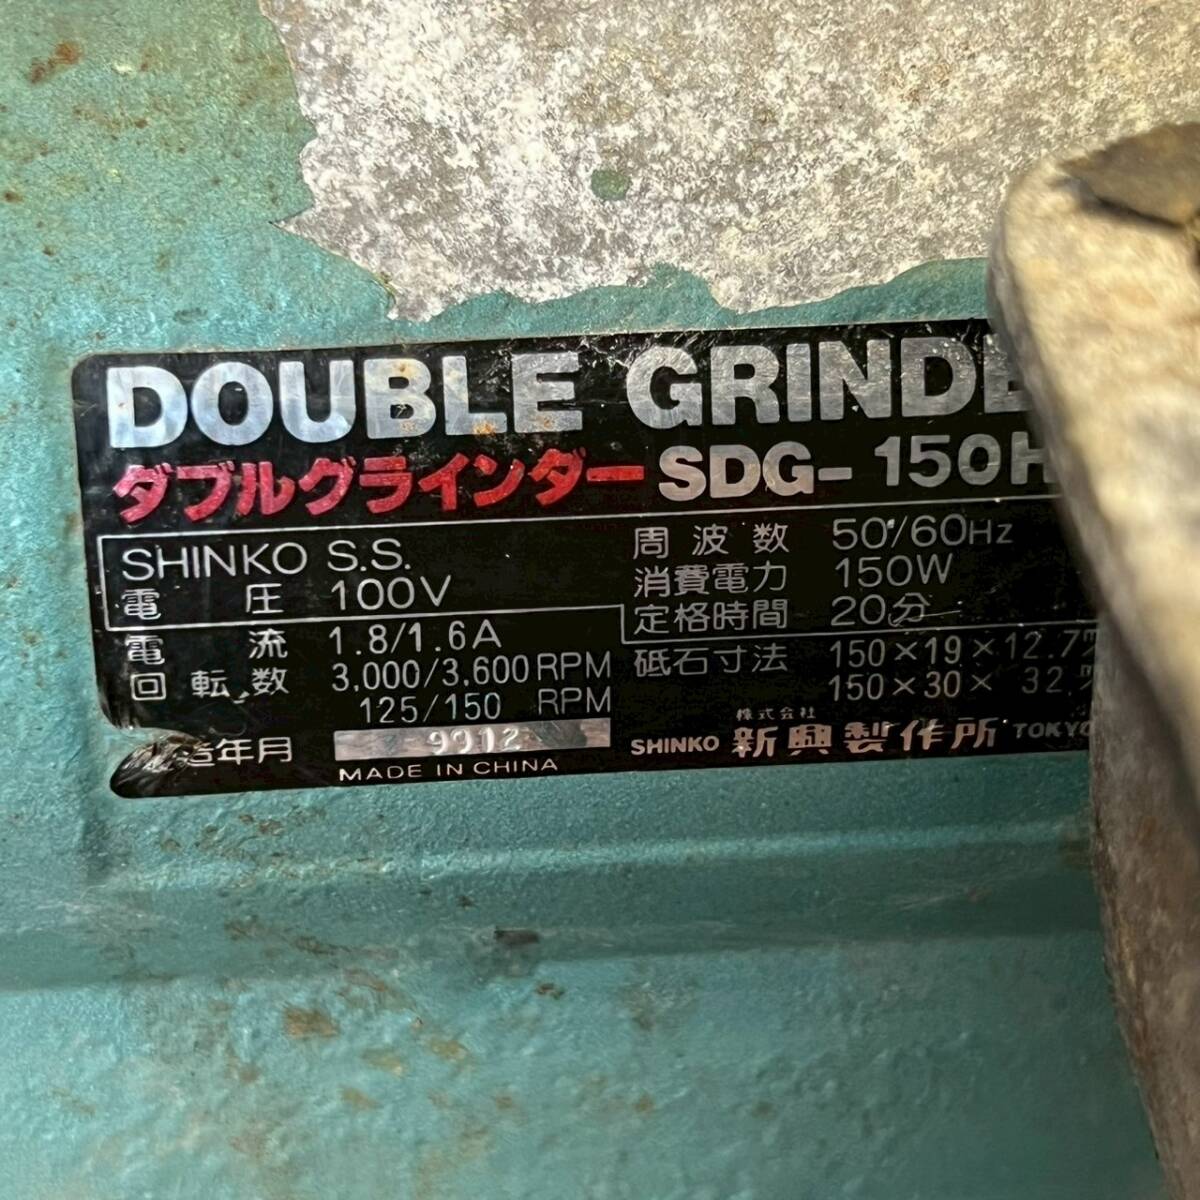 DOUBLE GRINDE
ダブルグラインダー SDG-150H
SHINKO S.S.
電圧 100V
電流 1.8/1.6A
回転数 3,000/3,600RPM
125/150 RPM
造年月 9912
MADE IN CHINA
周波数 50/60Hz
消費電力 150W
定格時間 20分
砥石寸法 150×19×12.7
150×30×32.
株式会社
SHINKO 新興製作所 TOKYO